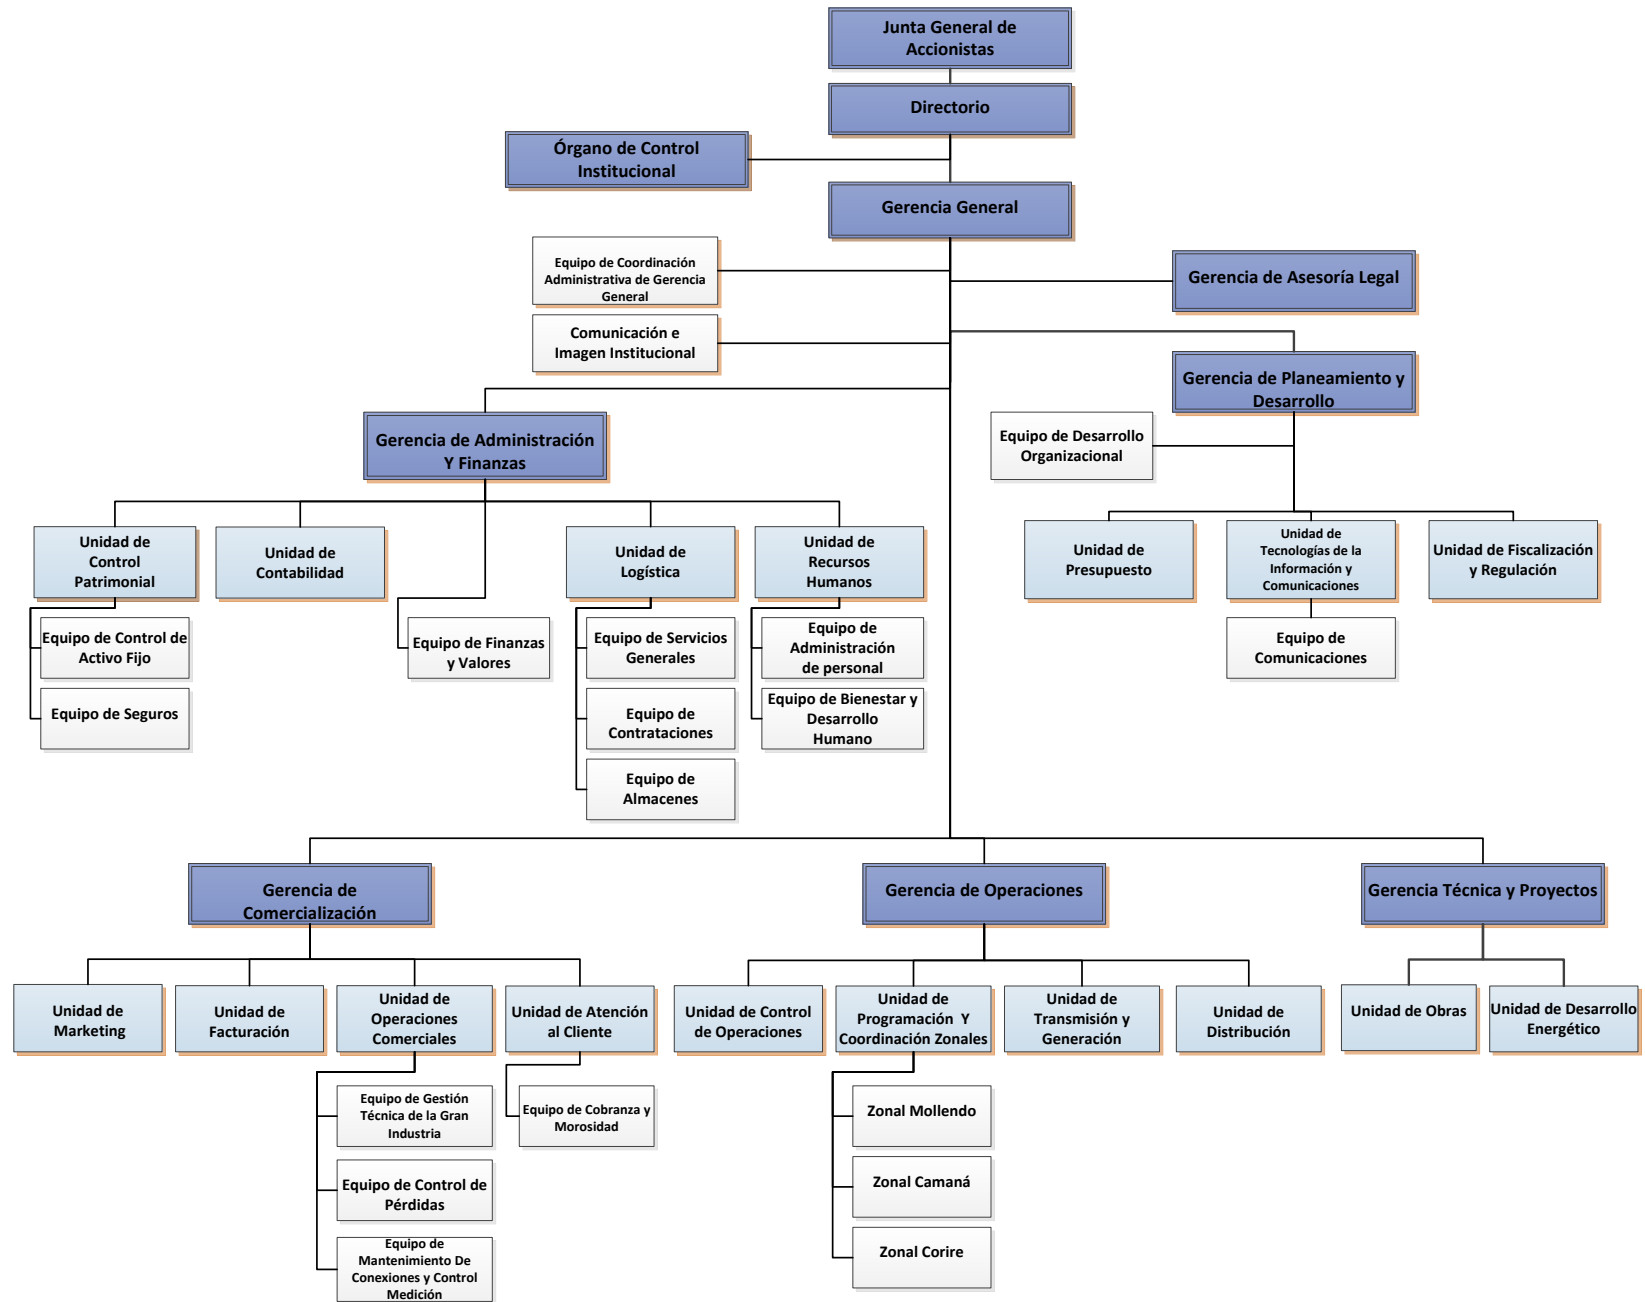 Junta General de
Accionistas
Directorio
Órgano de Control
Institucional
Gerencia General
Equipo de Coordinación
Administrativa de Gerencia
General
Gerencia de Asesoría Legal
Comunicación e
Imagen Institucional
Gerencia de Planeamiento y
Desarrollo
Gerencia de Administración
Y Finanzas
Equipo de Desarrollo
Organizacional
Unidad de
Control
Patrimonial
Unidad de
Contabilidad
Unidad de
Logística
Unidad de
Recursos
Humanos
Unidad de
Presupuesto
Unidad de
Tecnologías de la
Información y
Comunicaciones
Unidad de Fiscalización
y Regulación
Equipo de Control de
Activo Fijo
Equipo de Finanzas
y Valores
Equipo de Servicios
Generales
Equipo de
Administración
de personal
Equipo de
Comunicaciones
Equipo de Seguros
Equipo de
Contrataciones
Equipo de Bienestar y
Desarrollo
Humano
Equipo de
Almacenes
Gerencia de
Comercialización
Gerencia de Operaciones
Gerencia Técnica y Proyectos
Unidad de
Marketing
Unidad de
Facturación
Unidad de
Operaciones
Comerciales
Unidad de Atención
al Cliente
Unidad de Control
de Operaciones
Unidad de
Programación  Y
Coordinación Zonales
Unidad de
Transmisión y
Generación
Unidad de
Distribución
Unidad de Obras
Unidad de Desarrollo
Energético
Equipo de Gestión
Técnica de la Gran
Industria
Equipo de Cobranza y
Morosidad
Zonal Mollendo
Equipo de Control de
Pérdidas
Zonal Camaná
Equipo de
Mantenimiento De
Conexiones y Control
Medición
Zonal Corire